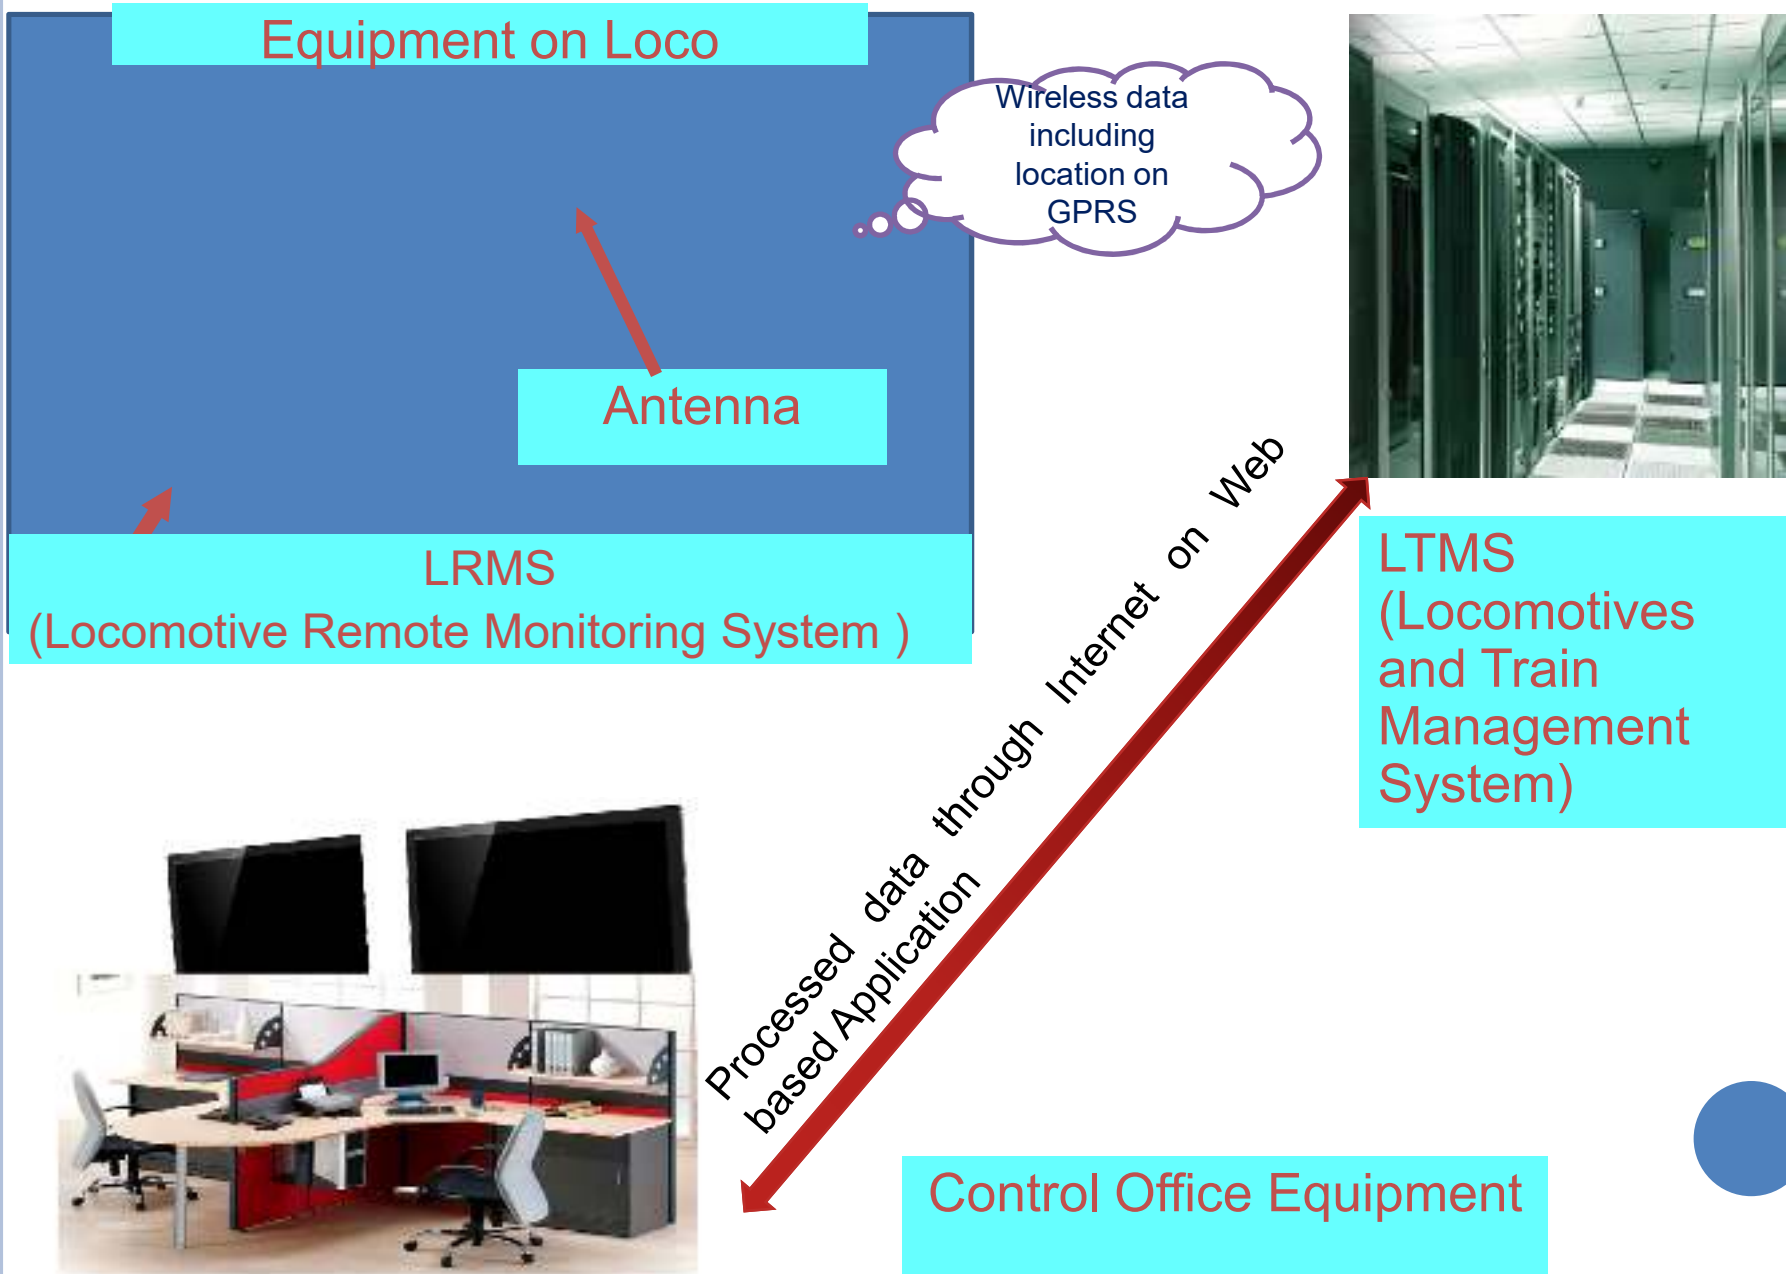 Equipment on Loco
Wireless data
including
location on
GPRS
Antenna
LRMS
(Locomotive Remote Monitoring System )
LTMS
(Locomotives
and Train
Management
System)
Processed data through Internet on Web
based Application
Control Office Equipment